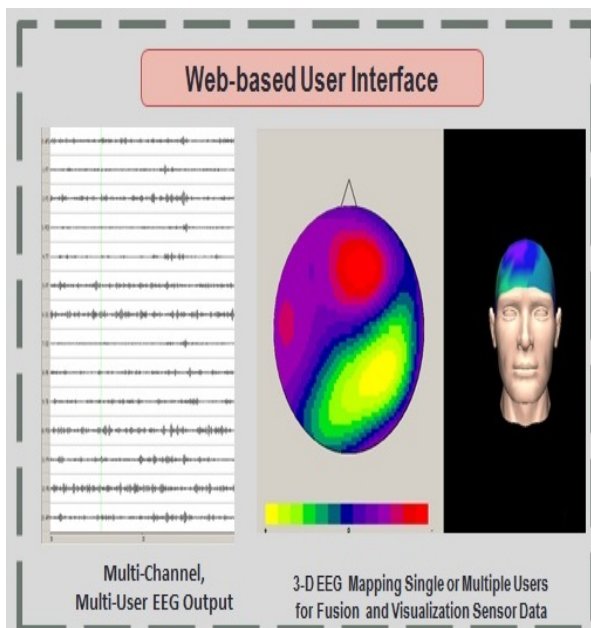 Web-based User Interface
Multi-Channel,
Multi-User EEG Output
3-D EEG Mapping Single or Multiple Users
for Fusion and Visualization Sensor Data